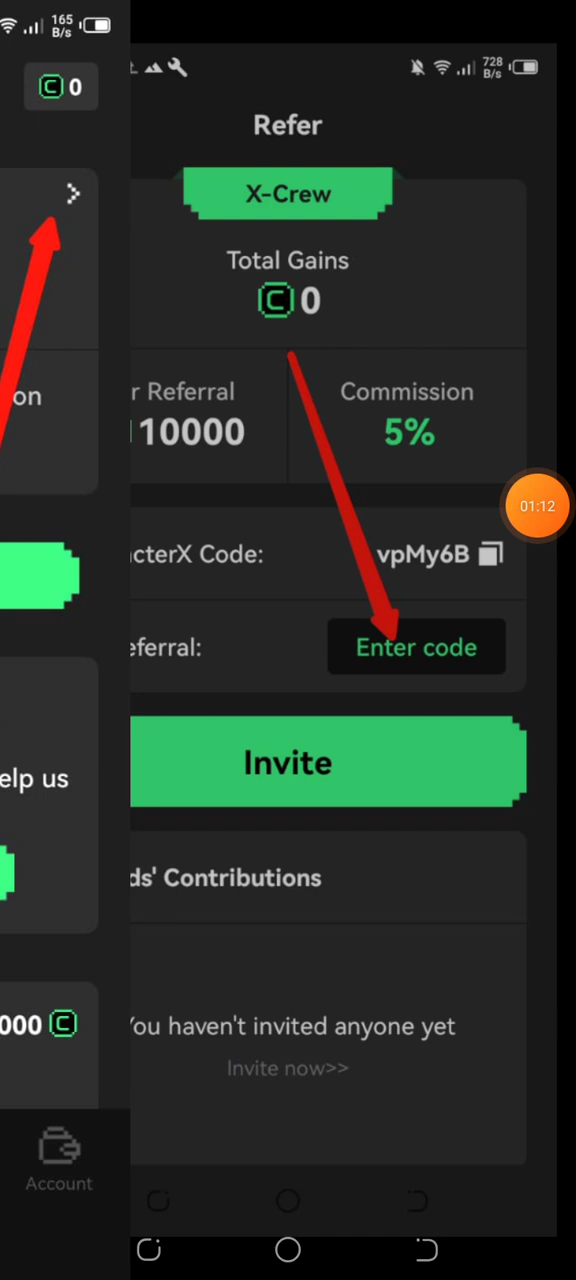 165
B/s
0
on
elp us
000
Account
728
B/s
Refer
X-Crew
Total Gains
0
r Referral
Commission
10000
5%
01:12
acterX Code:
vpMy6B
eferral:
Enter code
Invite
ds' Contributions
You haven't invited anyone yet
Invite now>>